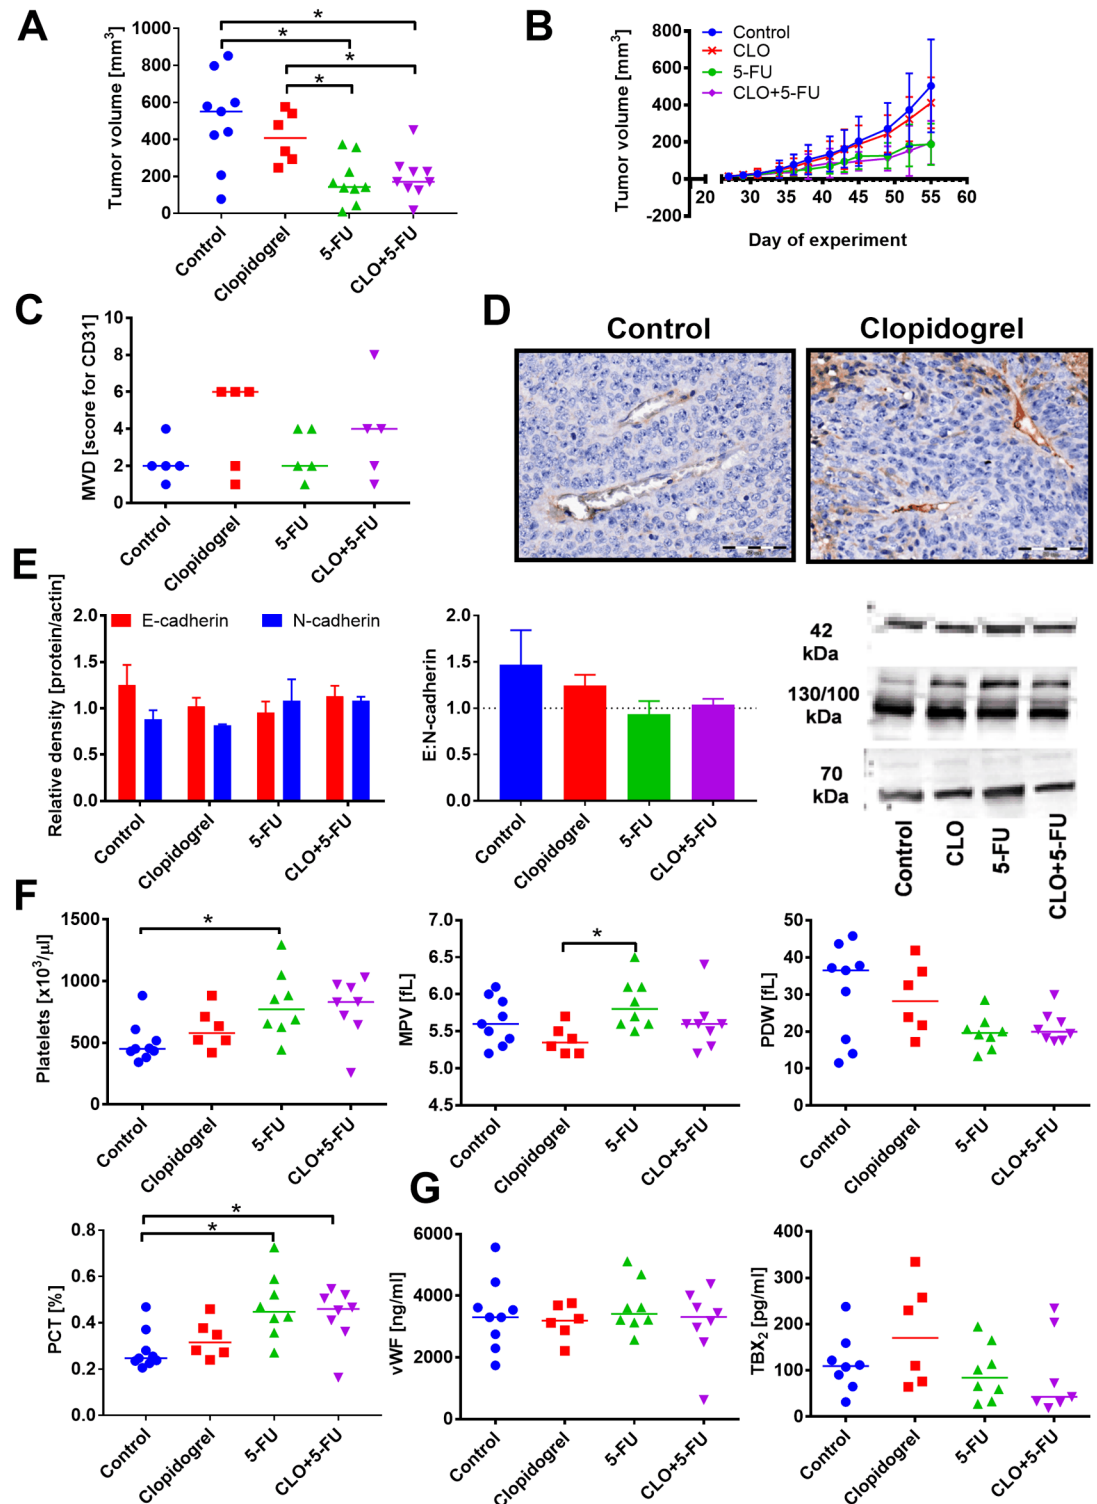 A
Tumor volume [mm3]
1000
800
600
400
200
0
*
*
*
*
Control
Clopidogrel
5-FU
CLO+5-FU
B
Tumor volume [mm3]
800
600
400
200
0
-200
Control
CLO
5-FU
CLO+5-FU
20 30 35 40 45 50 55 60
Day of experiment
C
MVD [score for CD31]
10
8
6
4
2
0
Control
Clopidogrel
5-FU
CLO+5-FU
D
Control
Clopidogrel
E
Relative density [protein/actin]
2.0
1.5
1.0
0.5
0.0
E-cadherin
N-cadherin
Control
Clopidogrel
5-FU
CLO+5-FU
E:N-cadherin
2.0
1.5
1.0
0.5
0.0
Control
Clopidogrel
5-FU
CLO+5-FU
42
kDa
130/100
kDa
70
kDa
Control
CLO
5-FU
CLO+5-FU
F
Platelets [x103/µl]
1500
1000
500
0
*
Control
Clopidogrel
5-FU
CLO+5-FU
MPV [fL]
7.0
6.5
6.0
5.5
5.0
4.5
*
Control
Clopidogrel
5-FU
CLO+5-FU
PDW [fL]
50
40
30
20
10
0
Control
Clopidogrel
5-FU
CLO+5-FU
PCT [%]
0.8
0.6
0.4
0.2
0.0
*
*
Control
Clopidogrel
5-FU
CLO+5-FU
G
vWF [ng/ml]
6000
4000
2000
0
Control
Clopidogrel
5-FU
CLO+5-FU
TBX2 [pg/ml]
400
300
200
100
0
Control
Clopidogrel
5-FU
CLO+5-FU